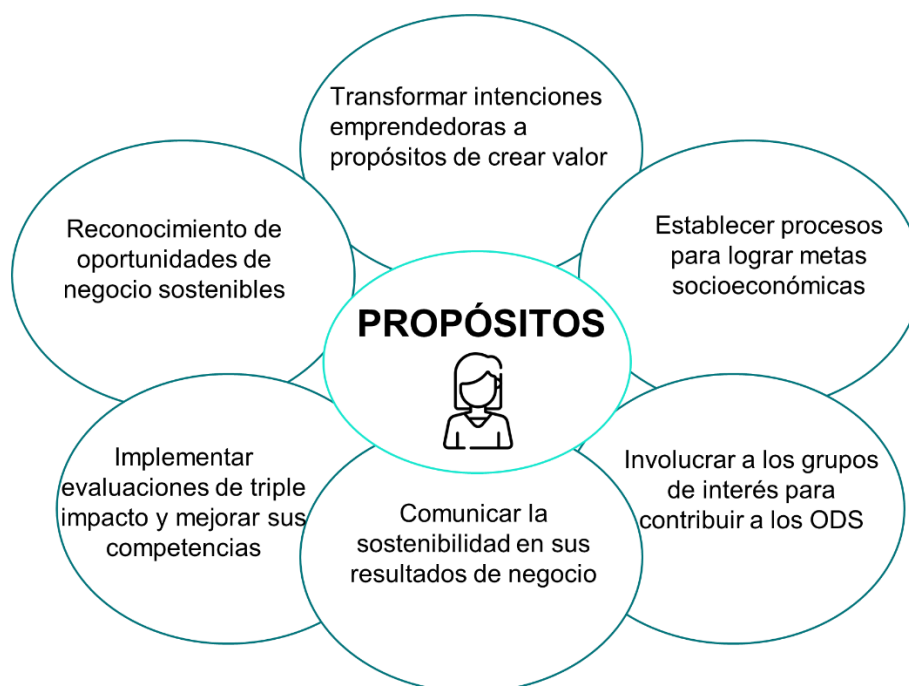 Transformar intenciones
emprendedoras a
propósitos de crear valor
Reconocimiento de
oportunidades de
negocio sostenibles
Establecer procesos
para lograr metas
socioeconómicas
PROPÓSITOS
Implementar
evaluaciones de triple
impacto y mejorar sus
competencias
Comunicar la
sostenibilidad en sus
resultados de negocio
Involucrar a los grupos
de interés para
contribuir a los ODS